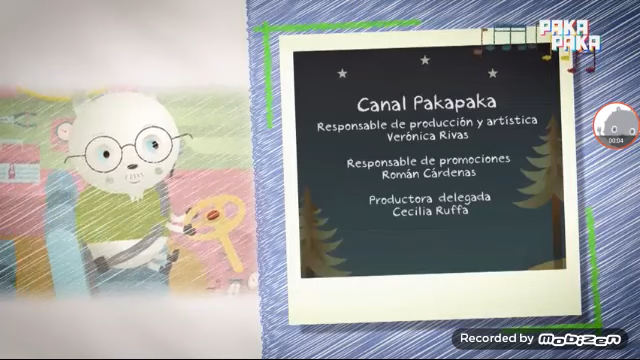 PAKA
PAKA
Canal Pakapaka
Responsable de producción y artística
Verónica Rivas
Responsable de promociones
Román Cárdenas
Productora delegada
Cecilia Ruffa
00:04
Recorded by mobizen